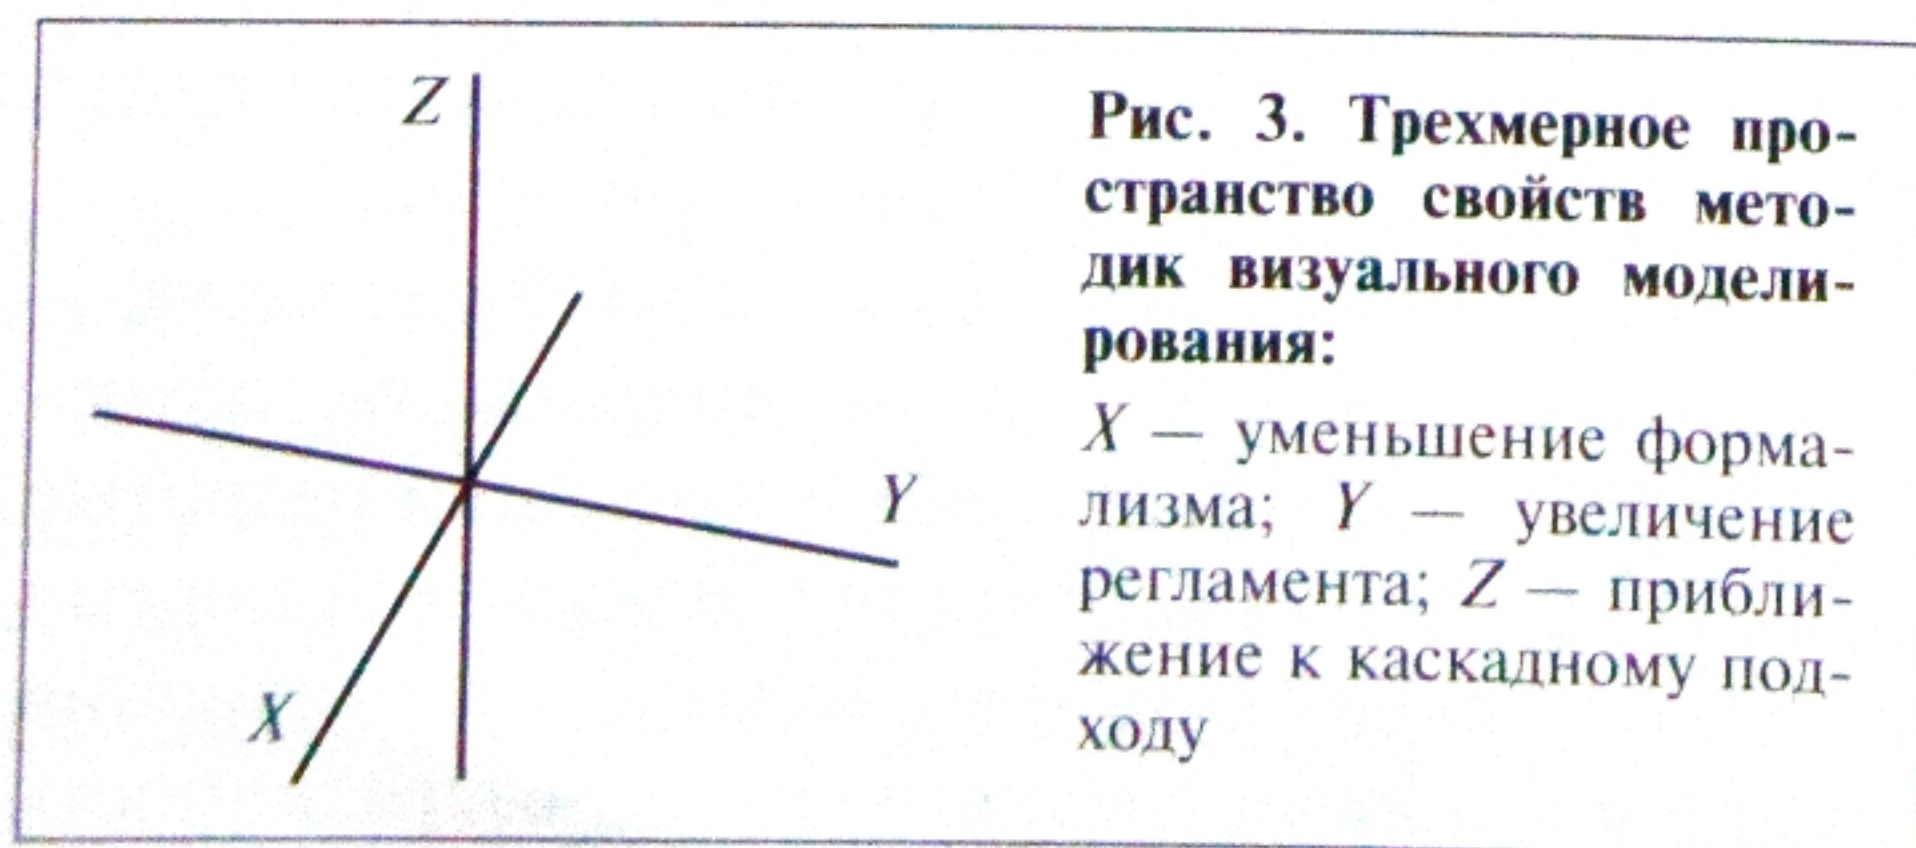 Z
Y
X
Рис. 3. Трехмерное про-
странство свойств мето-
дик визуального модели-
рования:
X — уменьшение форма-
лизма; Y — увеличение
регламента; Z — прибли-
жение к каскадному под-
ходу